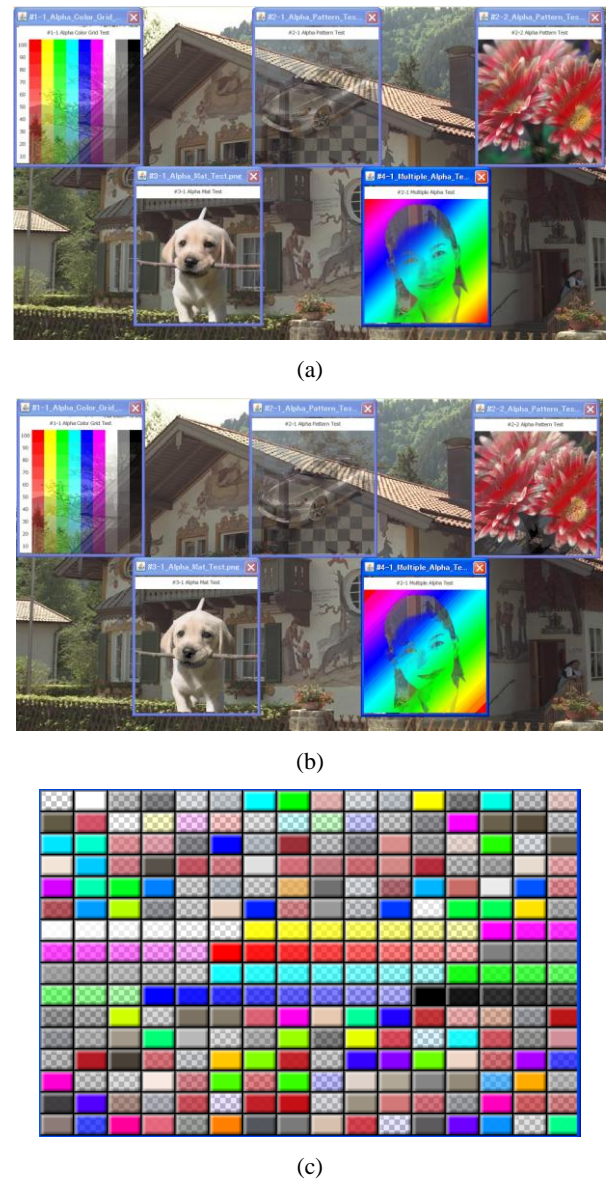 #1-1_Alpha_Color_Grid_...
#2-1_Alpha_Pattern_Tes...
#2-2_Alpha_Pattern_Tes...
#1-1 Alpha Color Grid Test
#2-1 Alpha Pattern Test
#2-2 Alpha Pattern Test
100
90
80
70
60
50
40
30
20
10
#3-1_Alpha_Mat_Test.png
#4-1_Multiple_Alpha_Te...
#3-1 Alpha Mat Test
#2-1 Multiple Alpha Test
(a)
#1-1_Alpha_Color_Grid_...
#2-1_Alpha_Pattern_Tes...
#2-2_Alpha_Pattern_Tes...
#1-1 Alpha Color Grid Test
#2-1 Alpha Pattern Test
#2-2 Alpha Pattern Test
100
90
80
70
60
50
40
30
20
10
#3-1_Alpha_Mat_Test.png
#4-1_Multiple_Alpha_Te...
#3-1 Alpha Mat Test
#2-1 Multiple Alpha Test
(b)
(c)